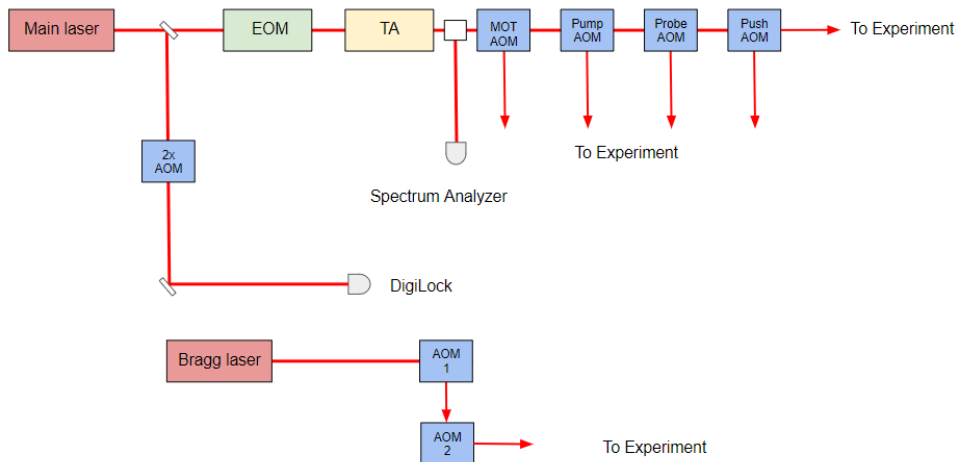 Main laser
EOM
TA
MOT
AOM
Pump
AOM
Probe
AOM
Push
AOM
To Experiment
2x
AOM
To Experiment
Spectrum Analyzer
DigiLock
Bragg laser
AOM
1
AOM
2
To Experiment